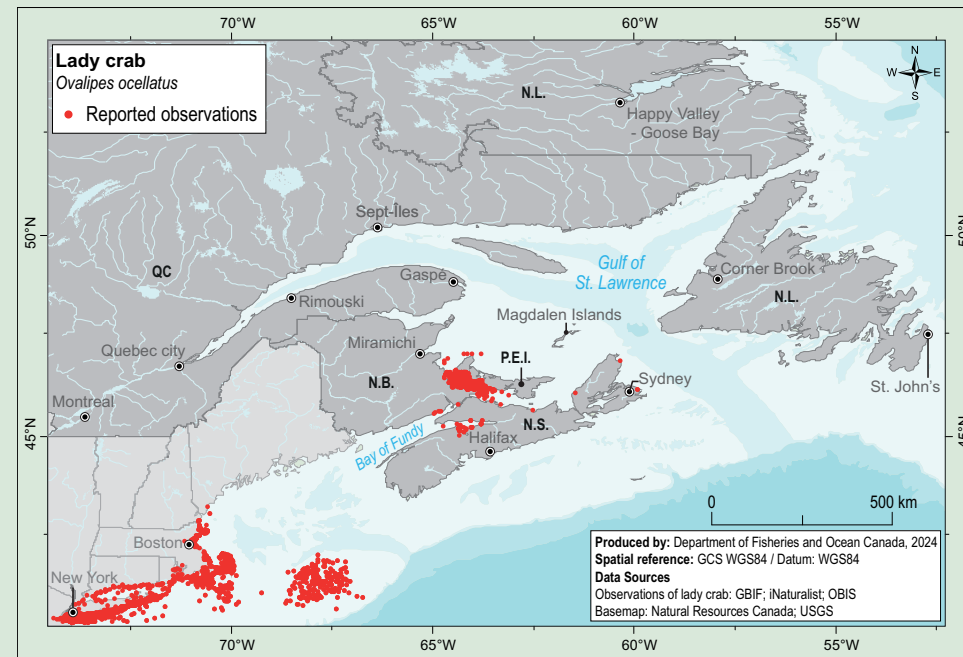 70°W 65°W 60°W 55°W
Lady crab
Ovalipes ocellatus
Reported observations
N
W E
S
N.L.
Happy Valley
- Goose Bay
Sept-Îles
50°N
50°N
QC
Gulf of
St. Lawrence
Gaspé
Corner Brook
N.L.
Rimouski
Magdalen Islands
Miramichi
P.E.I.
Quebec city
N.B.
Sydney
St. John's
Montreal
N.S.
45°N
45°N
Bay of Fundy
Halifax
0 500 km
Boston
New York
Produced by: Department of Fisheries and Ocean Canada, 2024
Spatial reference: GCS WGS84 / Datum: WGS84
Data Sources
Observations of lady crab: GBIF; iNaturalist; OBIS
Basemap: Natural Resources Canada; USGS
70°W 65°W 60°W 55°W